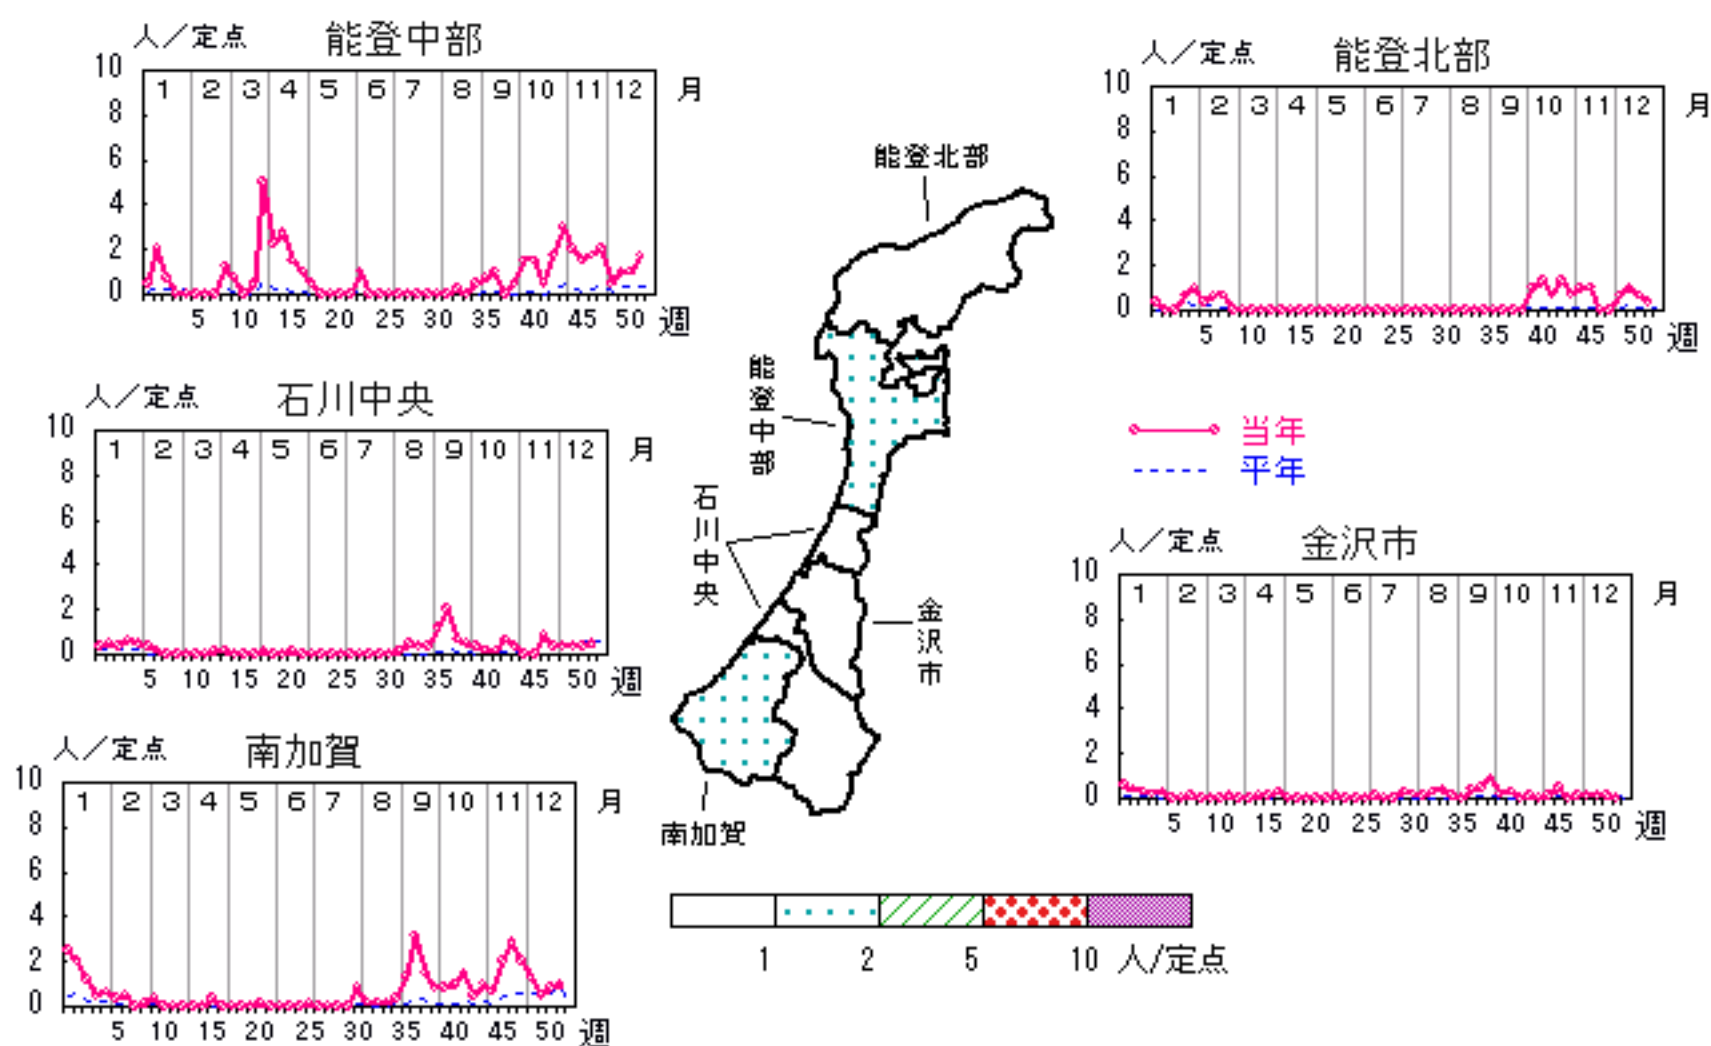 人／定点 能登中部
10 8 6 4 2 0
1 2 3 4 5 6 7 8 9 10 11 12 月
5 10 15 20 25 30 35 40 45 50 週
人／定点 能登北部
10 8 6 4 2 0
1 2 3 4 5 6 7 8 9 10 11 12 月
5 10 15 20 25 30 35 40 45 50 週
人／定点 石川中央
10 8 6 4 2 0
1 2 3 4 5 6 7 8 9 10 11 12 月
5 10 15 20 25 30 35 40 45 50 週
能登北部
能登中部
石川中央
金沢市
南加賀
当年
平年
人／定点 金沢市
10 8 6 4 2 0
1 2 3 4 5 6 7 8 9 10 11 12 月
5 10 15 20 25 30 35 40 45 50 週
人／定点 南加賀
10 8 6 4 2 0
1 2 3 4 5 6 7 8 9 10 11 12 月
5 10 15 20 25 30 35 40 45 50 週
1 2 5 10 人/定点